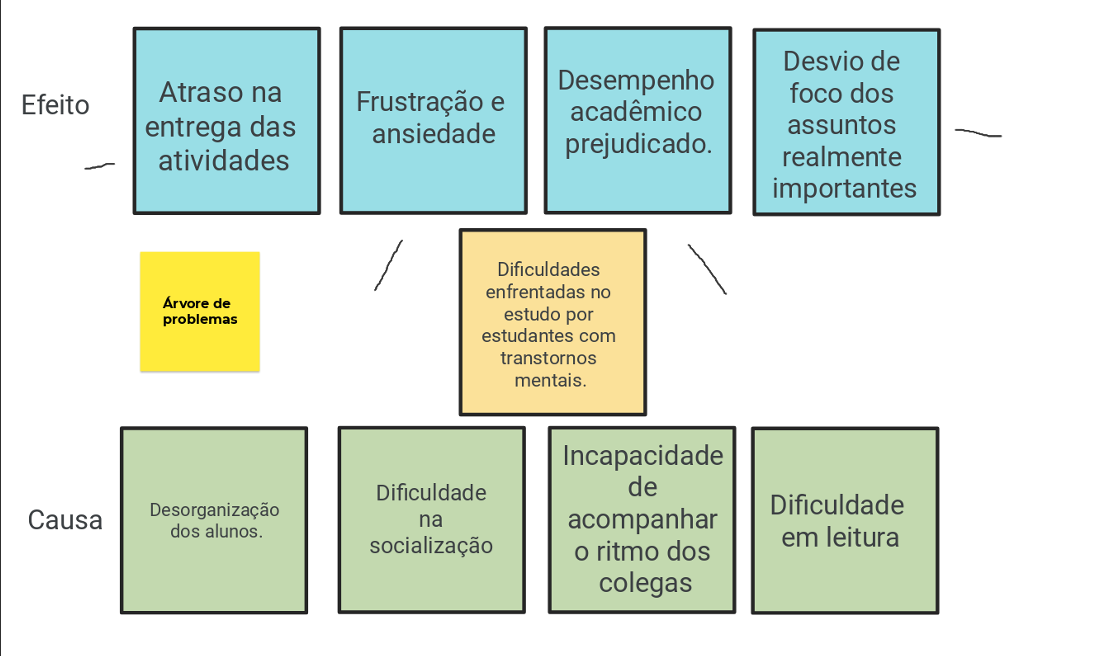 Efeito
Atraso na
entrega das
atividades
Frustração e
ansiedade
Desempenho
acadêmico
prejudicado.
Desvio de
foco dos
assuntos
realmente
importantes
Árvore de
problemas
Dificuldades
enfrentadas no
estudo por
estudantes com
transtornos
mentais.
Causa
Desorganização
dos alunos.
Dificuldade
na
socialização
Incapacidade
de
acompanhar
o ritmo dos
colegas
Dificuldade
em leitura